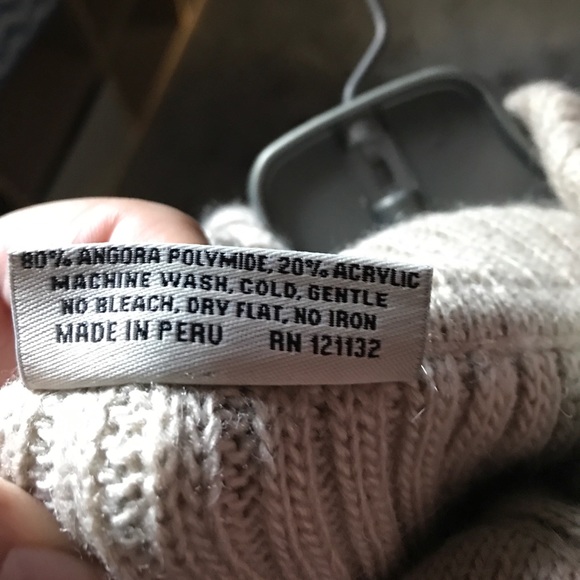 80% ANGORA POLYMIDE, 20% ACRYLIC
MACHINE WASH, COLD, GENTLE
NO BLEACH, DRY FLAT, NO IRON
MADE IN PERU RN 121132